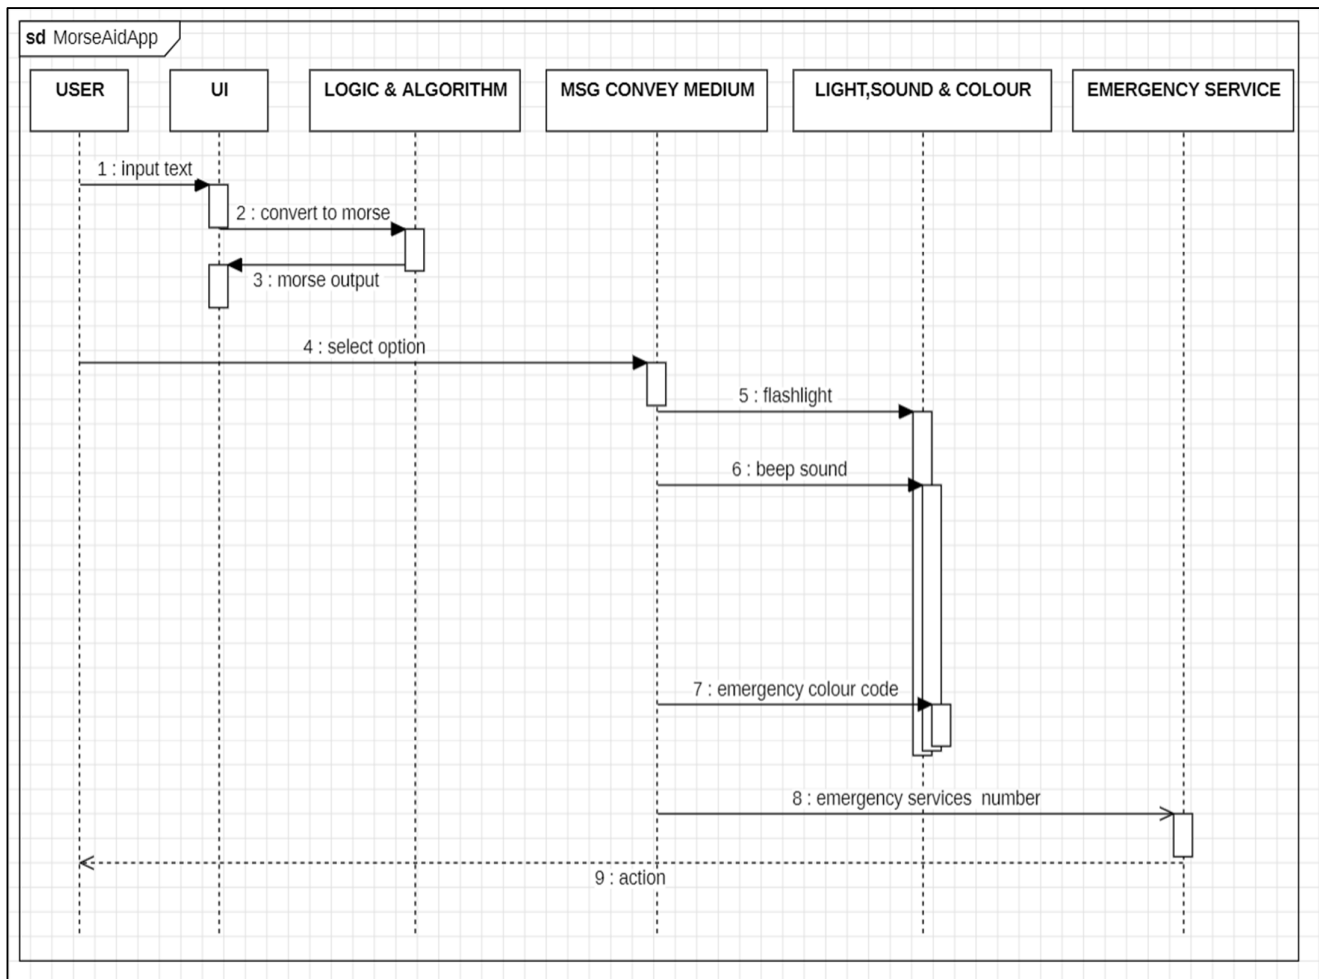 sd MorseAidApp
USER
UI
LOGIC & ALGORITHM
MSG CONVEY MEDIUM
LIGHT,SOUND & COLOUR
EMERGENCY SERVICE
1 : input text
2 : convert to morse
3 : morse output
4 : select option
5 : flashlight
6 : beep sound
7 : emergency colour code
8 : emergency services  number
9 : action